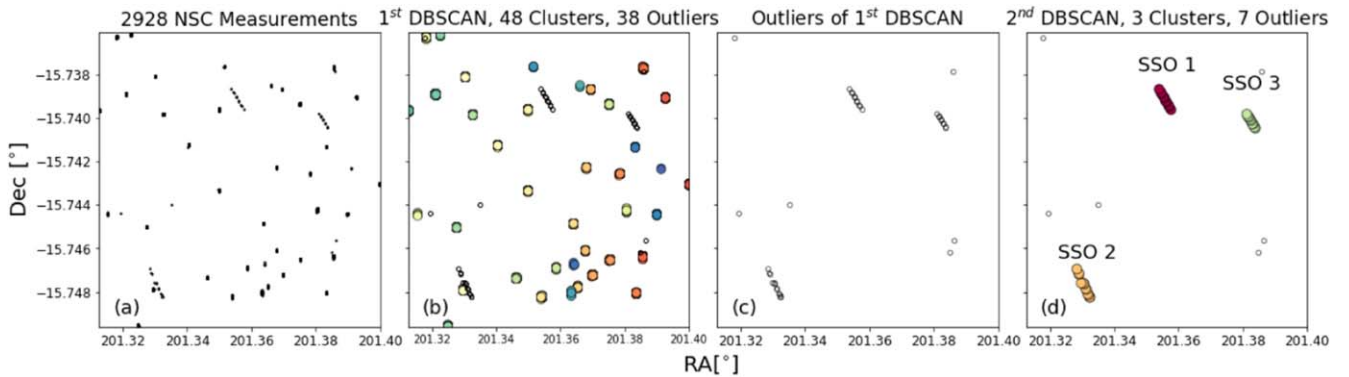 2928 NSC Measurements
1st DBSCAN, 48 Clusters, 38 Outliers
Outliers of 1st DBSCAN
2nd DBSCAN, 3 Clusters, 7 Outliers
Dec [°]
−15.738
−15.740
−15.742
−15.744
−15.746
−15.748
(a)
(b)
(c)
SSO 1
SSO 3
SSO 2
(d)
201.32 201.34 201.36 201.38 201.40
201.32 201.34 201.36 201.38 201.40
201.32 201.34 201.36 201.38 201.40
201.32 201.34 201.36 201.38 201.40
RA[°]